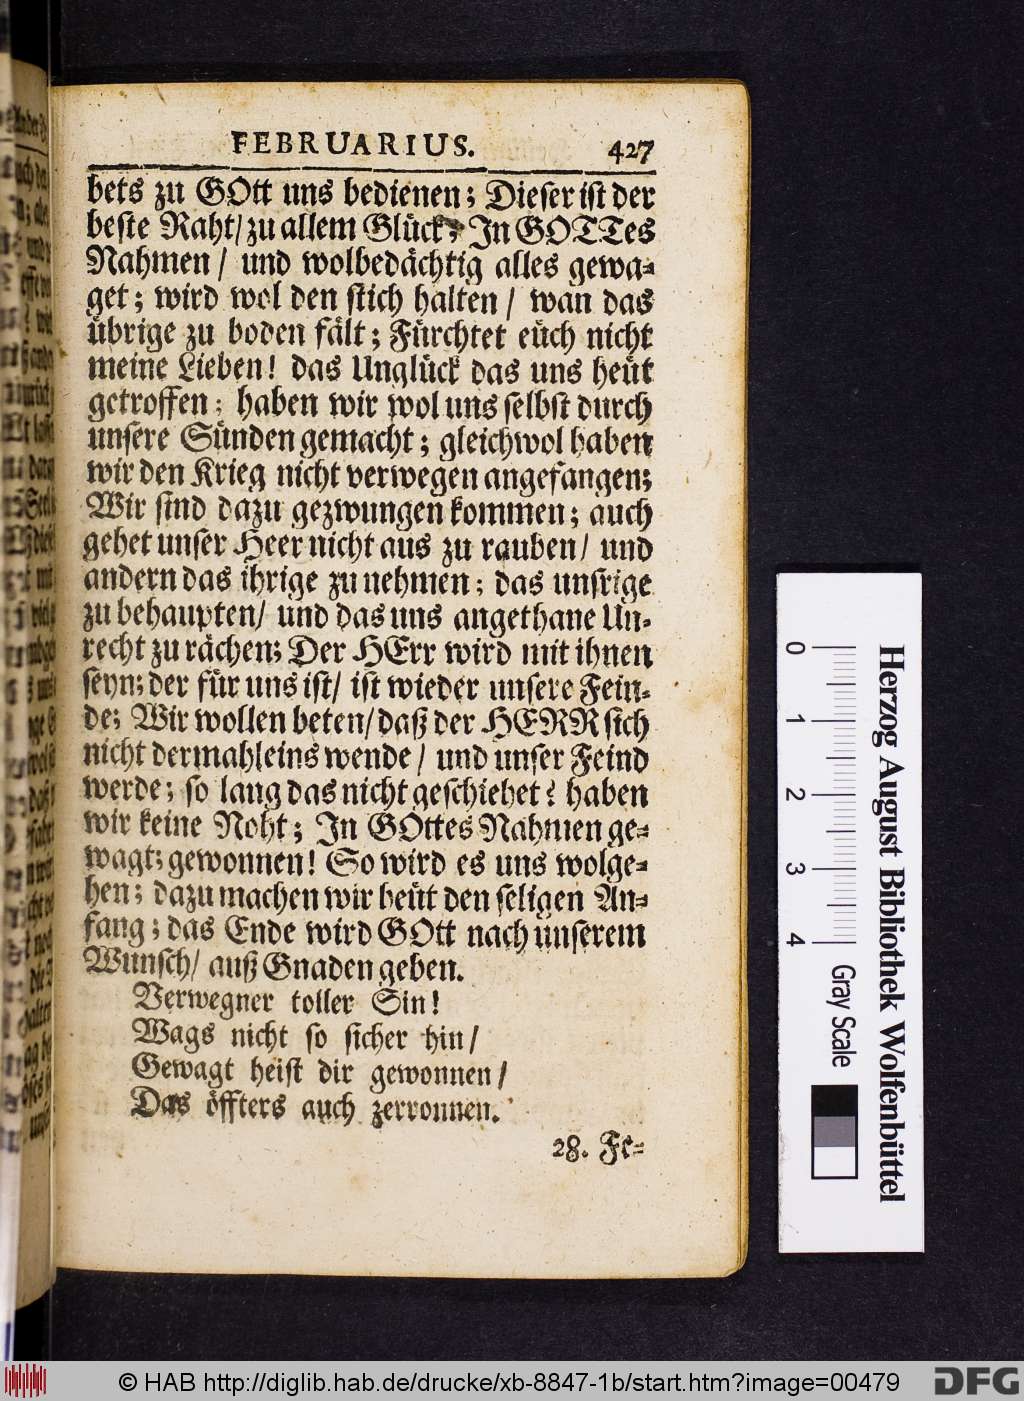 FEBRUARIUS. 427
bets zu GOtt uns bedienen; Dieser ist der
beste Raht/ zu allem Glück; In GOTTes
Nahmen/ und wolbedächtig alles gewa-
get; wird wol den stich halten/ wan das
übrige zu boden fält; Fürchtet eüch nicht
meine Lieben! das Unglück das uns heüt
getroffen; haben wir wol uns selbst durch
unsere Sünden gemacht; gleichwol haben
wir den Krieg nicht verwegen angefangen;
Wir sind dazu gezwungen kommen; auch
gehet unser Heer nicht aus zu rauben/ und
andern das ihrige zu nehmen; das unsrige
zu behaupten/ und das uns angethane Un-
recht zu rächen; Der HErr wird mit ihnen
seyn; der für uns ist/ ist wieder unsere Fein-
de; Wir wollen beten/ daß der HERR sich
nicht dermahleins wende/ und unser Feind
werde; so lang das nicht geschiehet? haben
wir keine Noht; In GOttes Nahmen ge-
wagt; gewonnen! So wird es uns wolge-
hen; dazu machen wir heüt den seligen An-
fang; das Ende wird GOtt nach unserem
Wunsch/ auß Gnaden geben.
Verwegner toller Sin!
Wags nicht so sicher hin/
Gewagt heist dir gewonnen/
Das öffters auch zerronnen.
28. Fe-
0 1 2 3 4 Gray Scale
Herzog August Bibliothek Wolfenbüttel
© HAB http://diglib.hab.de/drucke/xb-8847-1b/start.htm?image=00479
DFG